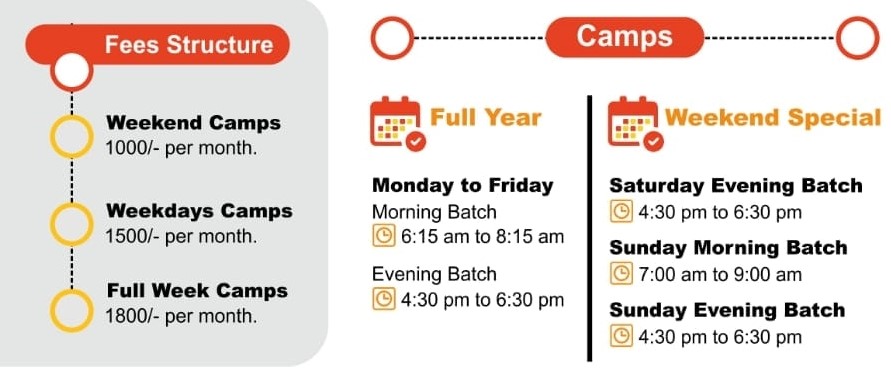 Fees Structure
Weekend Camps
1000/- per month.
Weekdays Camps
1500/- per month.
Full Week Camps
1800/- per month.
Camps
Full Year
Monday to Friday
Morning Batch
6:15 am to 8:15 am
Evening Batch
4:30 pm to 6:30 pm
Weekend Special
Saturday Evening Batch
4:30 pm to 6:30 pm
Sunday Morning Batch
7:00 am to 9:00 am
Sunday Evening Batch
4:30 pm to 6:30 pm